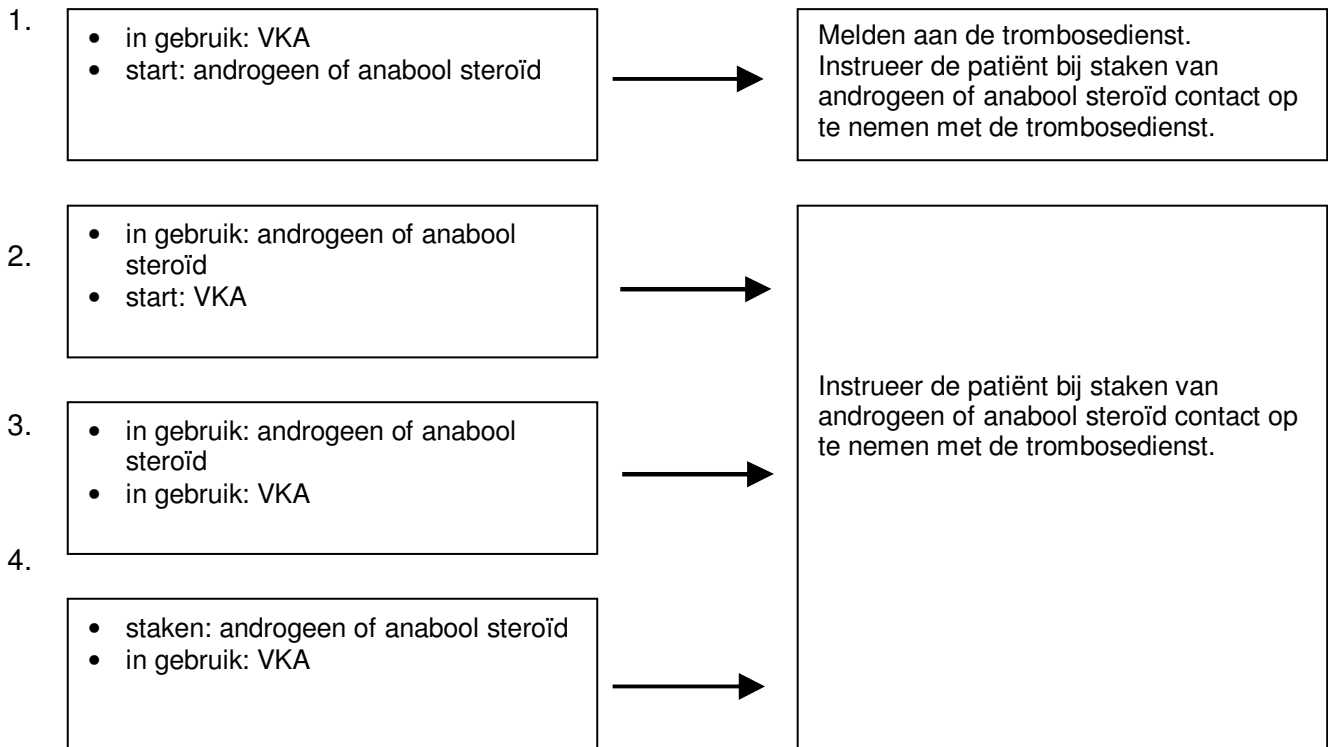 1.
• in gebruik: VKA
• start: androgeen of anabool steroïd
Melden aan de trombosedienst.
Instrueer de patiënt bij staken van
androgeen of anabool steroïd contact op
te nemen met de trombosedienst.
2.
• in gebruik: androgeen of anabool
steroïd
• start: VKA
3.
• in gebruik: androgeen of anabool
steroïd
• in gebruik: VKA
4.
• staken: androgeen of anabool steroïd
• in gebruik: VKA
Instrueer de patiënt bij staken van
androgeen of anabool steroïd contact op
te nemen met de trombosedienst.